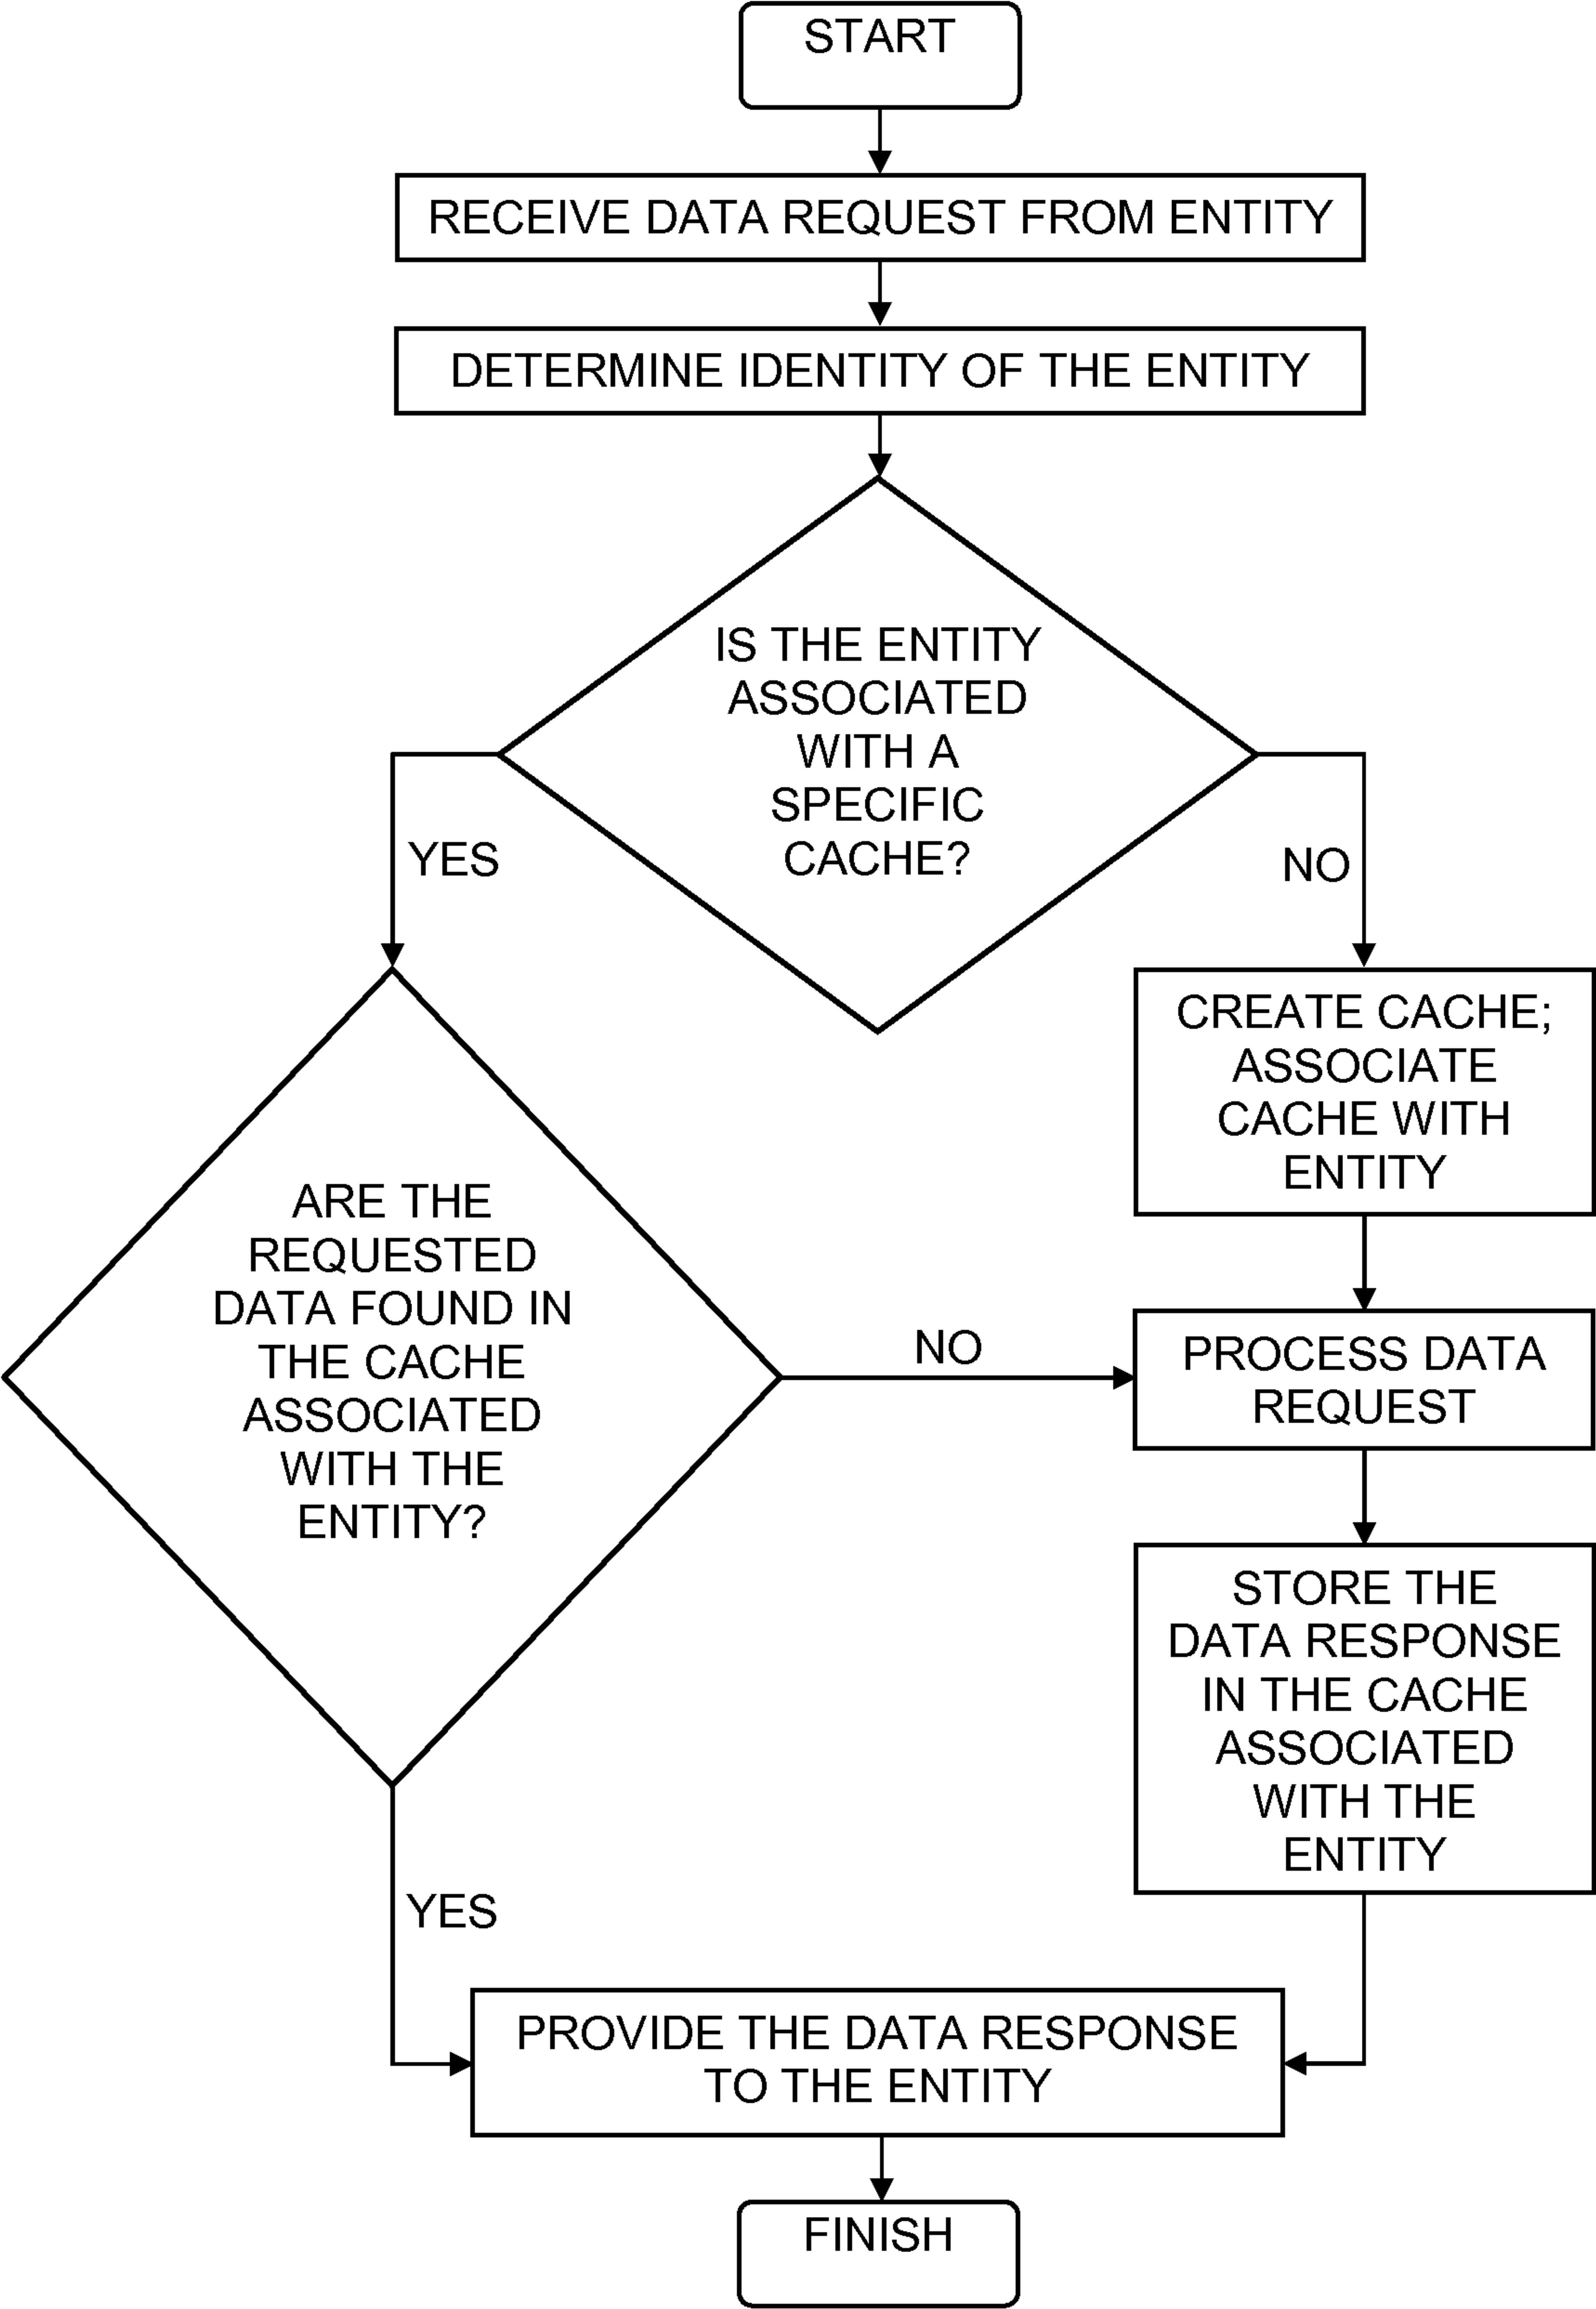 START
RECEIVE DATA REQUEST FROM ENTITY
DETERMINE IDENTITY OF THE ENTITY
IS THE ENTITY
ASSOCIATED
WITH A
SPECIFIC
CACHE?
YES
NO
CREATE CACHE;
ASSOCIATE
CACHE WITH
ENTITY
ARE THE
REQUESTED
DATA FOUND IN
THE CACHE
ASSOCIATED
WITH THE
ENTITY?
NO
PROCESS DATA
REQUEST
STORE THE
DATA RESPONSE
IN THE CACHE
ASSOCIATED
WITH THE
ENTITY
YES
PROVIDE THE DATA RESPONSE
TO THE ENTITY
FINISH